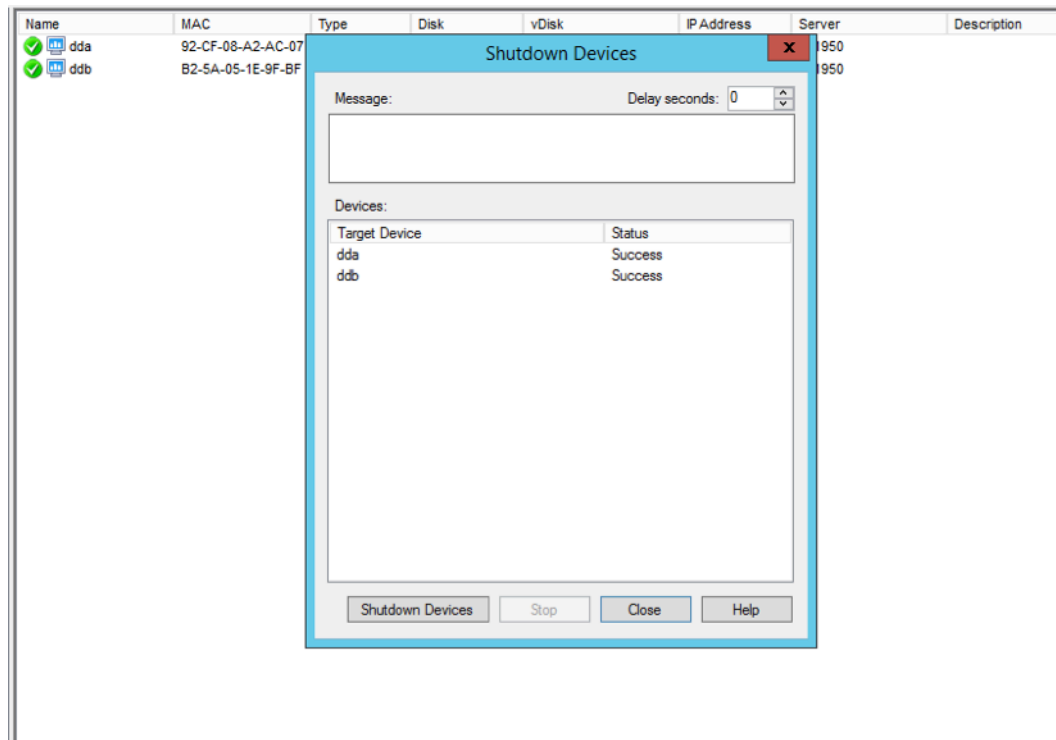 Name MAC Type Disk vDisk IP Address Server Description
dda 92-CF-08-A2-AC-07 1950
ddb B2-5A-05-1E-9F-BF 1950
Shutdown Devices x
Message: Delay seconds: 0
Devices:
Target Device Status
dda Success
ddb Success
Shutdown Devices Stop Close Help